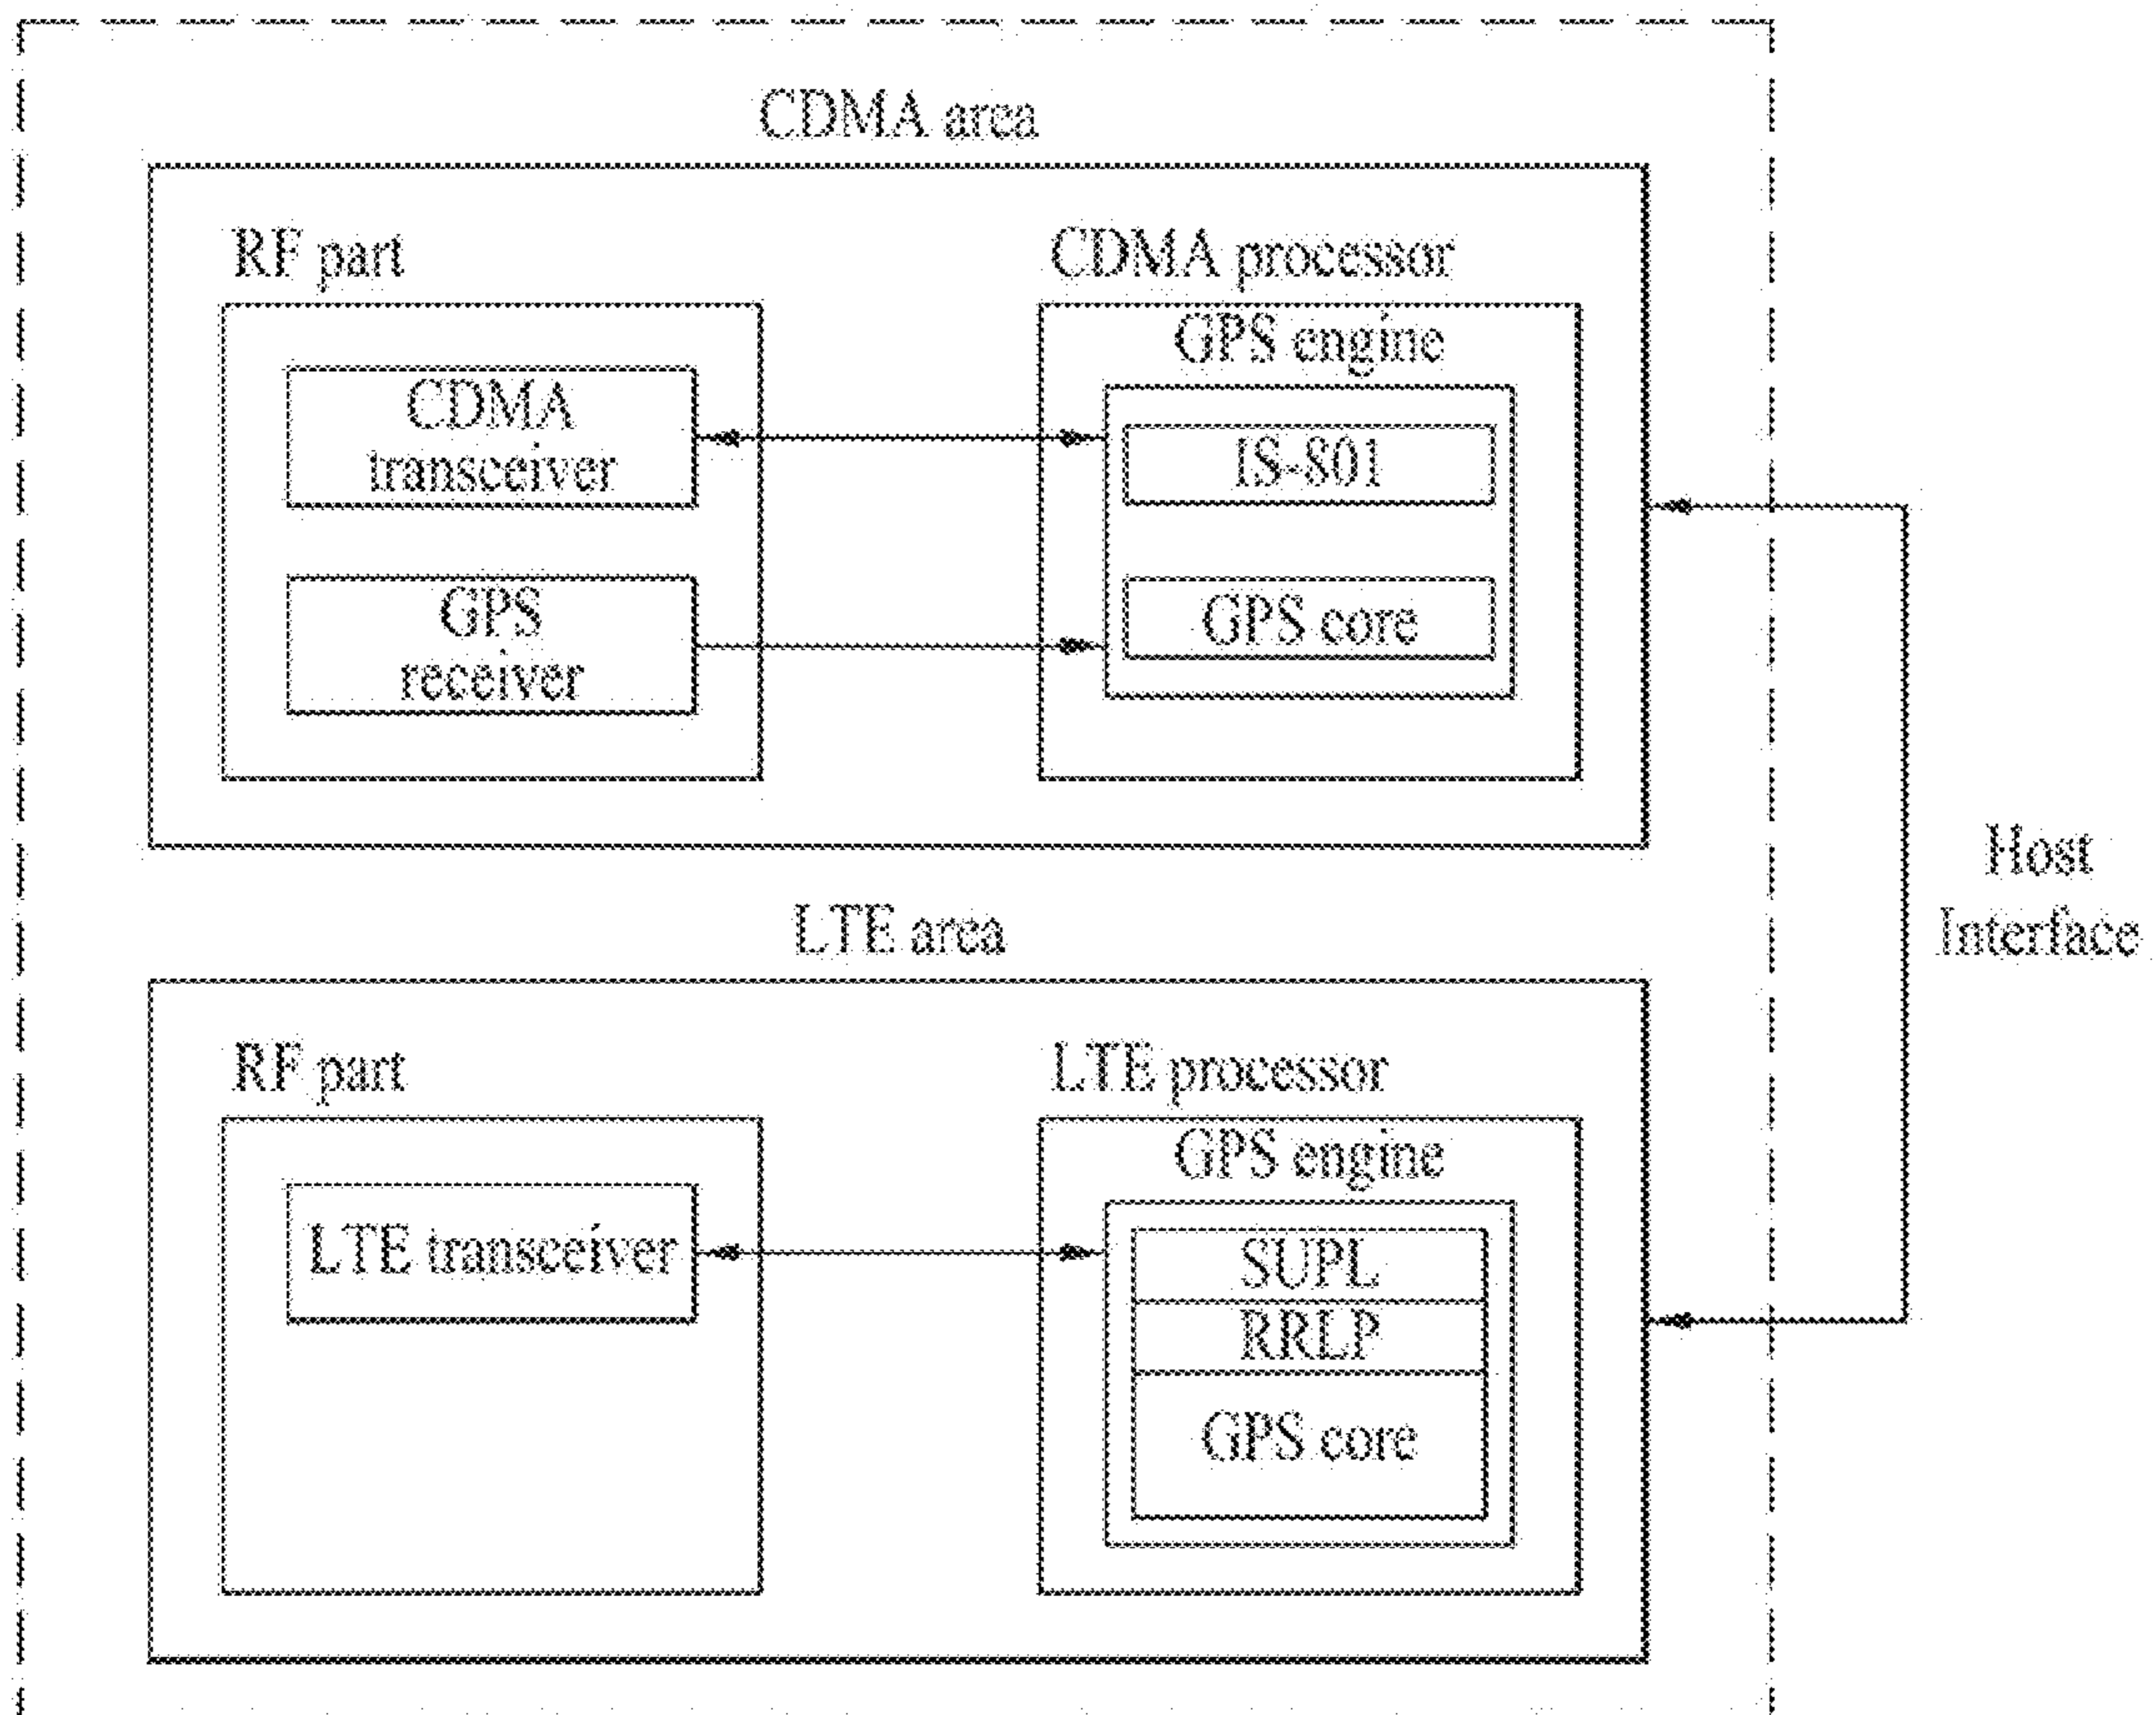 CDMA area
RF part
CDMA processor
GPS engine
CDMA
transceiver
IS-801
GPS
receiver
GPS core
Host
Interface
LTE area
RF part
LTE processor
GPS engine
LTE transceiver
SUPL
RRLP
GPS core